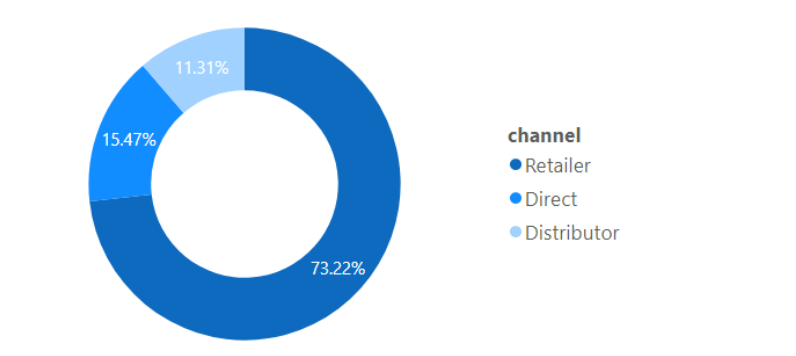 11.31%
15.47%
73.22%
channel
Retailer
Direct
Distributor